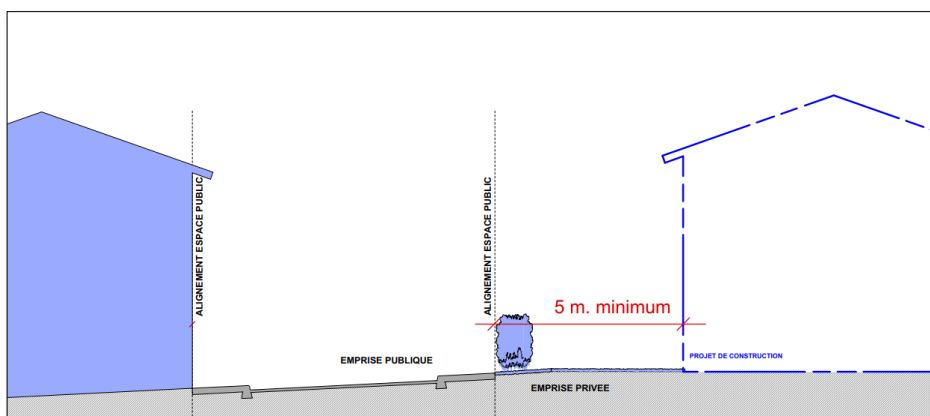 ALIGNEMENT ESPACE PUBLIC
ALIGNEMENT ESPACE PUBLIC
5 m. minimum
EMPRISE PUBLIQUE
PROJET DE CONSTRUCTION
EMPRISE PRIVEE